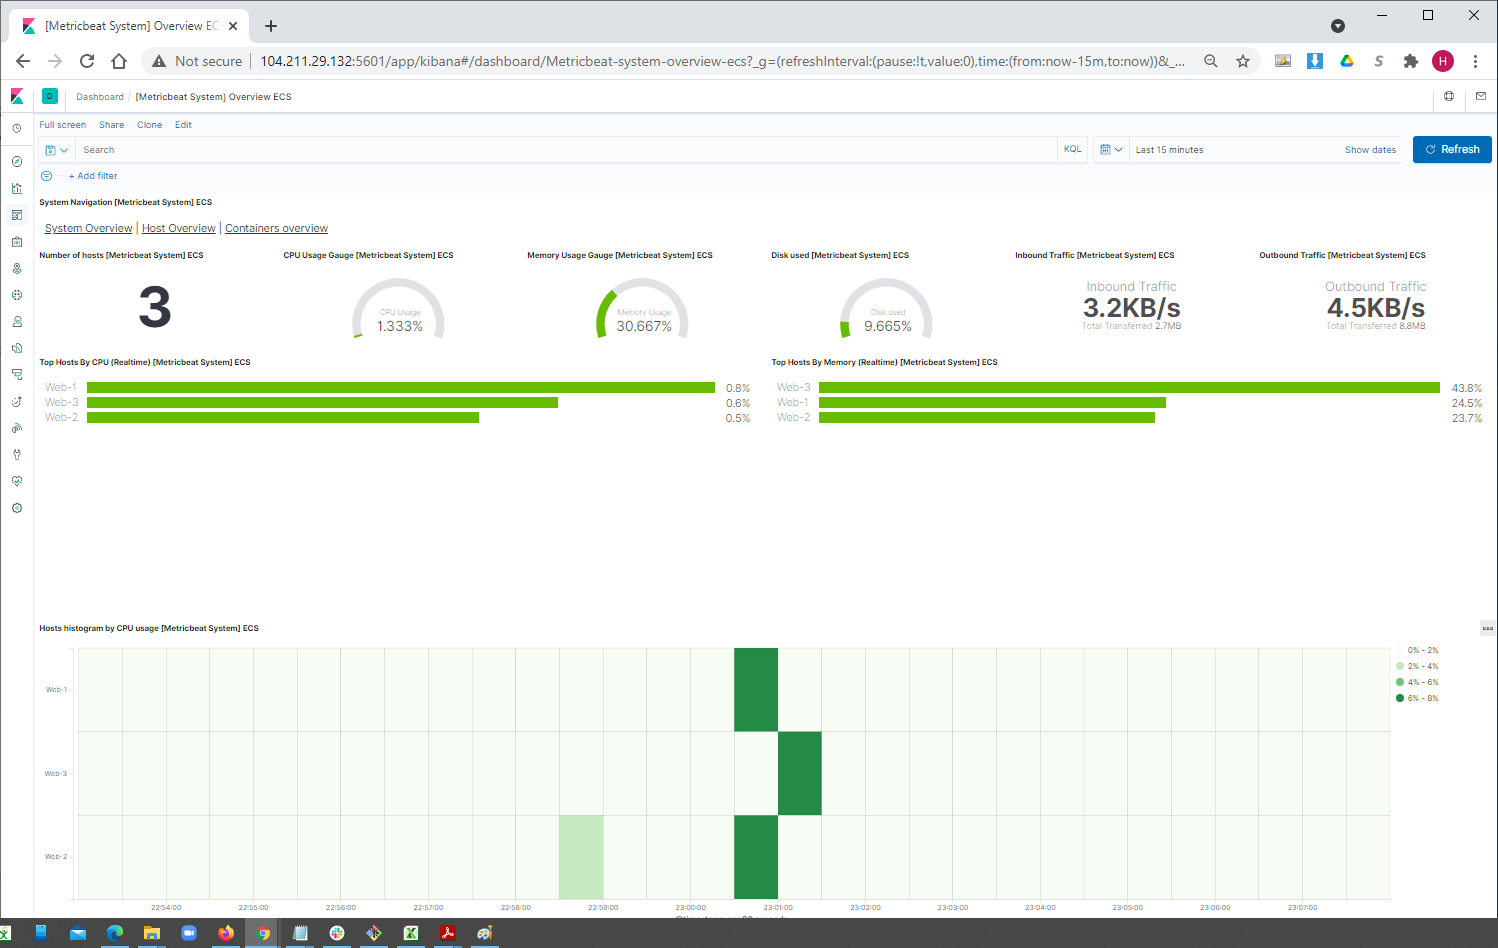 [Metricbeat System] Overview EC
Not secure
104.211.29.132:5601/app/kibana#/dashboard/Metricbeat-system-overview-ecs?_g=(refreshInterval:(pause:!t,value:0),time:(from:now-15m,to:now))&_...
S
H
D
Dashboard / [Metricbeat System] Overview ECS
Full screen Share Clone Edit
Search
KQL
Last 15 minutes
Show dates
Refresh
+ Add filter
System Navigation [Metricbeat System] ECS
System Overview | Host Overview | Containers overview
Number of hosts [Metricbeat System] ECS
3
CPU Usage Gauge [Metricbeat System] ECS
CPU Usage
1.333%
Memory Usage Gauge [Metricbeat System] ECS
Memory Usage
30.667%
Disk used [Metricbeat System] ECS
Disk used
9.665%
Inbound Traffic [Metricbeat System] ECS
Inbound Traffic
3.2KB/s
Total Transferred 2.7MB
Outbound Traffic [Metricbeat System] ECS
Outbound Traffic
4.5KB/s
Total Transferred 8.8MB
Top Hosts By CPU (Realtime) [Metricbeat System] ECS
Web-1 0.8%
Web-3 0.6%
Web-2 0.5%
Top Hosts By Memory (Realtime) [Metricbeat System] ECS
Web-3 43.8%
Web-1 24.5%
Web-2 23.7%
Hosts histogram by CPU usage [Metricbeat System] ECS
0% - 2%
2% - 4%
4% - 6%
6% - 8%
Web-1
Web-3
Web-2
22:54:00 22:55:00 22:56:00 22:57:00 22:58:00 22:59:00 23:00:00 23:01:00 23:02:00 23:03:00 23:04:00 23:05:00 23:06:00 23:07:00